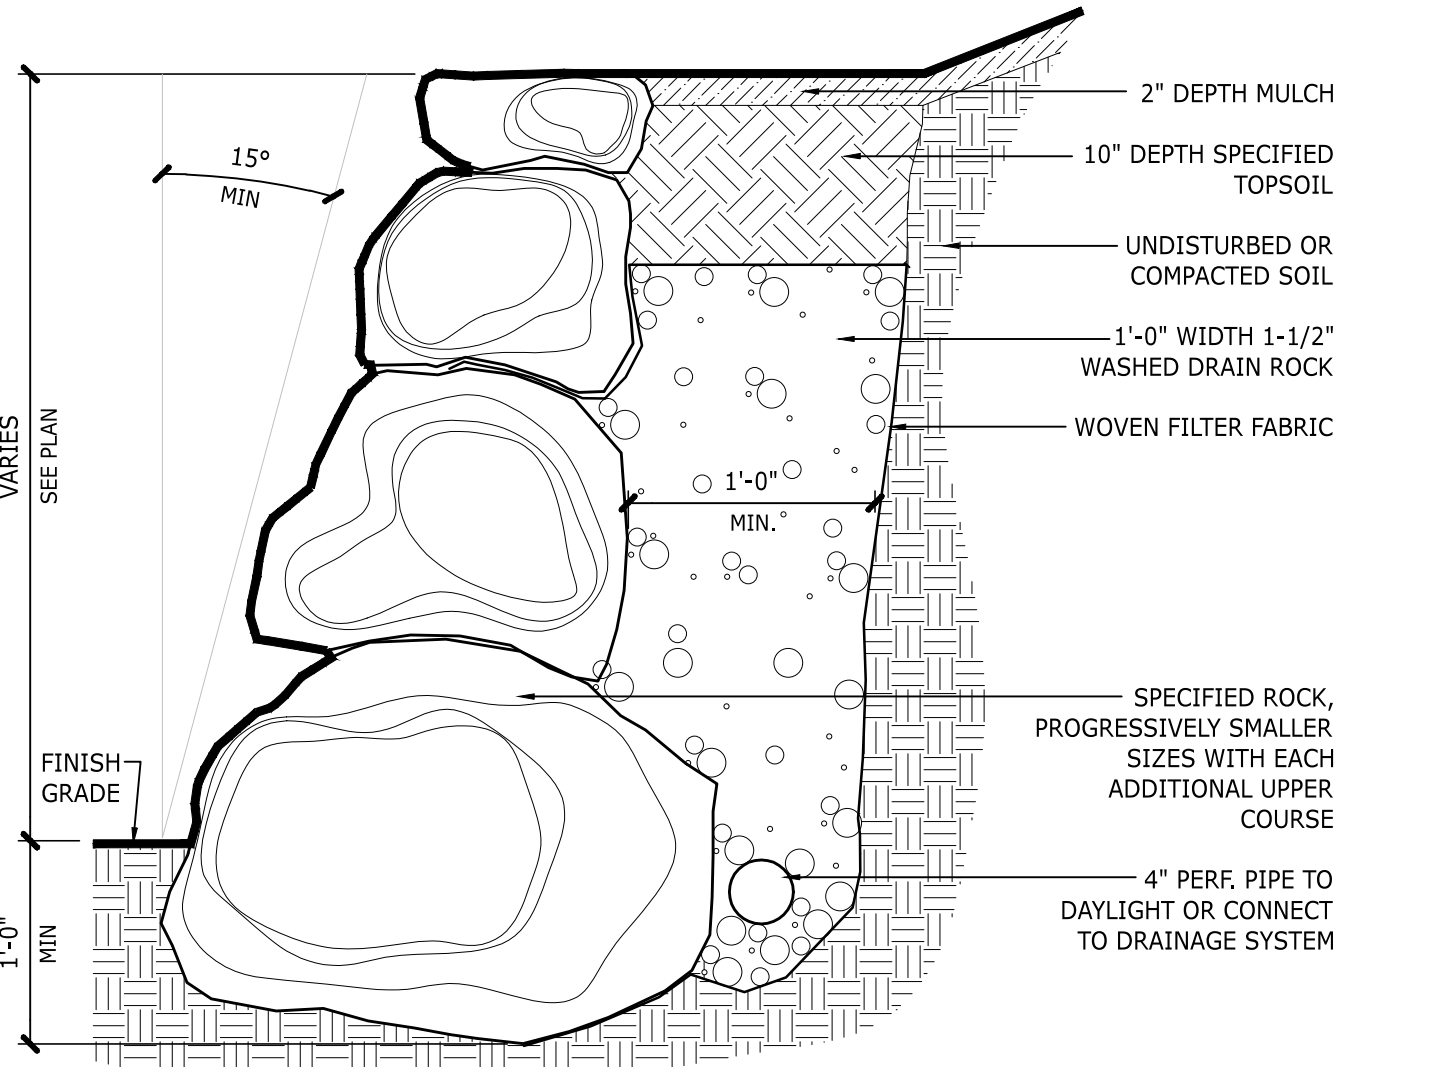 2" DEPTH MULCH
10" DEPTH SPECIFIED
TOPSOIL
UNDISTURBED OR
COMPACTED SOIL
1'-0" WIDTH 1-1/2"
WASHED DRAIN ROCK
WOVEN FILTER FABRIC
SPECIFIED ROCK,
PROGRESSIVELY SMALLER
SIZES WITH EACH
ADDITIONAL UPPER
COURSE
4" PERF. PIPE TO
DAYLIGHT OR CONNECT
TO DRAINAGE SYSTEM
15°
MIN
VARIES
SEE PLAN
1'-0"
MIN.
FINISH
GRADE
1'-0"
MIN